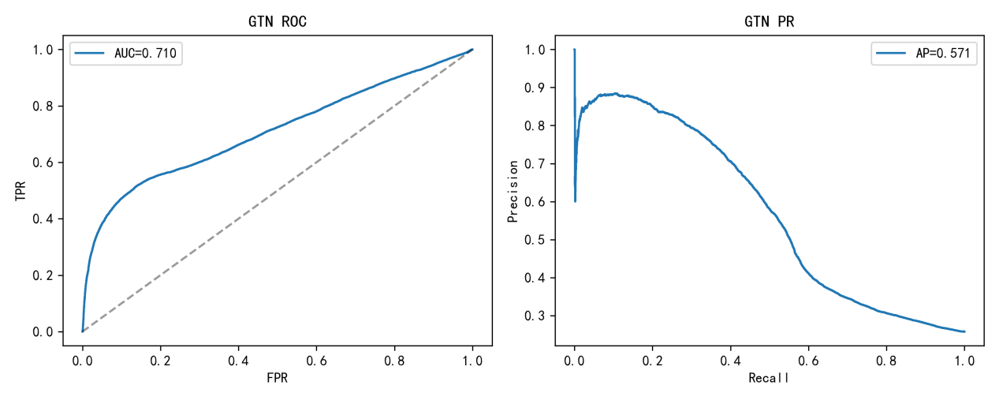 GTN ROC
AUC=0.710
1.0
0.8
0.6
0.4
0.2
0.0
TPR
0.0 0.2 0.4 0.6 0.8 1.0
FPR
GTN PR
AP=0.571
1.0
0.9
0.8
0.7
0.6
0.5
0.4
0.3
Precision
0.0 0.2 0.4 0.6 0.8 1.0
Recall